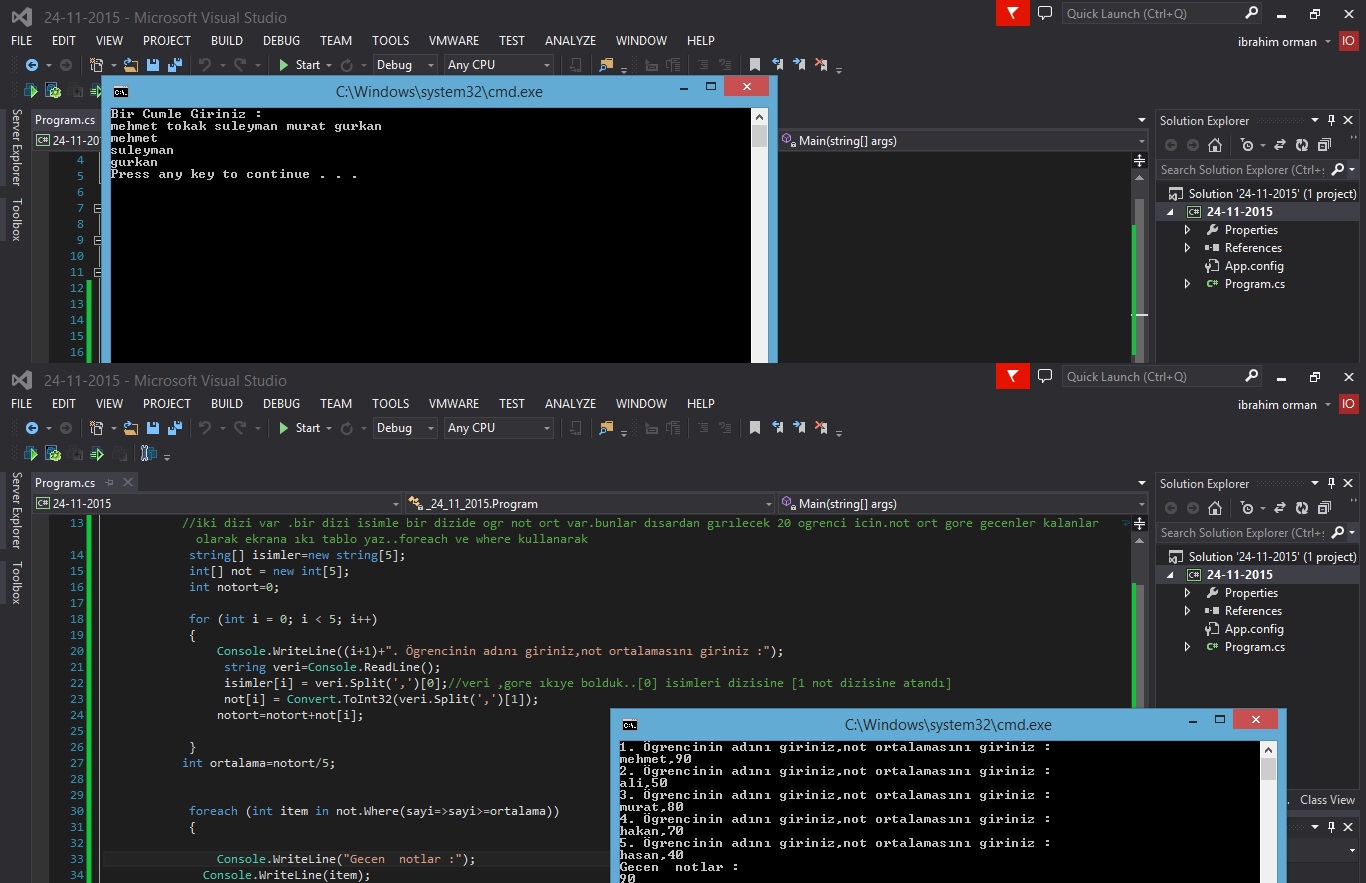 24-11-2015 - Microsoft Visual Studio
Quick Launch (Ctrl+Q)
FILE EDIT VIEW PROJECT BUILD DEBUG TEAM TOOLS VMWARE TEST ANALYZE WINDOW HELP
ibrahim orman IO
Start Debug Any CPU
C:\Windows\system32\cmd.exe
Bir Cumle Giriniz :
mehmet tokak suleyman murat gurkan
mehmet
suleyman
gurkan
Press any key to continue . . .
Server Explorer
Toolbox
Program.cs
C# 24-11-20
Main(string[] args)
4
5
6
7
8
9
10
11
12
13
14
15
16
Solution Explorer
Search Solution Explorer (Ctrl+;
Solution '24-11-2015' (1 project)
C# 24-11-2015
Properties
References
App.config
C# Program.cs
24-11-2015 - Microsoft Visual Studio
Quick Launch (Ctrl+Q)
FILE EDIT VIEW PROJECT BUILD DEBUG TEAM TOOLS VMWARE TEST ANALYZE WINDOW HELP
ibrahim orman IO
Start Debug Any CPU
Server Explorer
Toolbox
Program.cs
C# 24-11-2015
_24_11_2015.Program
Main(string[] args)
13 //iki dizi var .bir dizi isimle bir dizide ogr not ort var.bunlar dısardan gırılecek 20 ogrenci icin.not ort gore gecenler kalanlar
olarak ekrana ıkı tablo yaz..foreach ve where kullanarak
14 string[] isimler=new string[5];
15 int[] not = new int[5];
16 int notort=0;
17
18 for (int i = 0; i < 5; i++)
19 {
20 Console.WriteLine((i+1)+". Ögrencinin adını giriniz,not ortalamasını giriniz :");
21 string veri=Console.ReadLine();
22 isimler[i] = veri.Split(',')[0];//veri ,gore ıkıye bolduk..[0] isimleri dizisine [1 not dizisine atandı]
23 not[i] = Convert.ToInt32(veri.Split(',')[1]);
24 notort=notort+not[i];
25
26 }
27 int ortalama=notort/5;
28
29
30 foreach (int item in not.Where(sayi=>sayi>=ortalama))
31 {
32
33 Console.WriteLine("Gecen  notlar :");
34 Console.WriteLine(item);
C:\Windows\system32\cmd.exe
1. Ögrencinin adını giriniz,not ortalamasını giriniz :
mehmet,90
2. Ögrencinin adını giriniz,not ortalamasını giriniz :
ali,50
3. Ögrencinin adını giriniz,not ortalamasını giriniz :
murat,80
4. Ögrencinin adını giriniz,not ortalamasını giriniz :
hakan,70
5. Ögrencinin adını giriniz,not ortalamasını giriniz :
hasan,40
Gecen  notlar :
90
Solution Explorer
Search Solution Explorer (Ctrl+;
Solution '24-11-2015' (1 project)
C# 24-11-2015
Properties
References
App.config
C# Program.cs
Class View